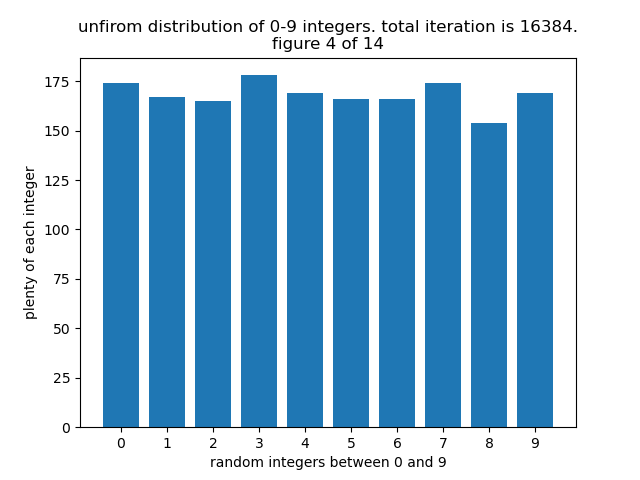 unfirom distribution of 0-9 integers. total iteration is 16384.
figure 4 of 14
175
150
125
100
75
50
25
0
plenty of each integer
0 1 2 3 4 5 6 7 8 9
random integers between 0 and 9